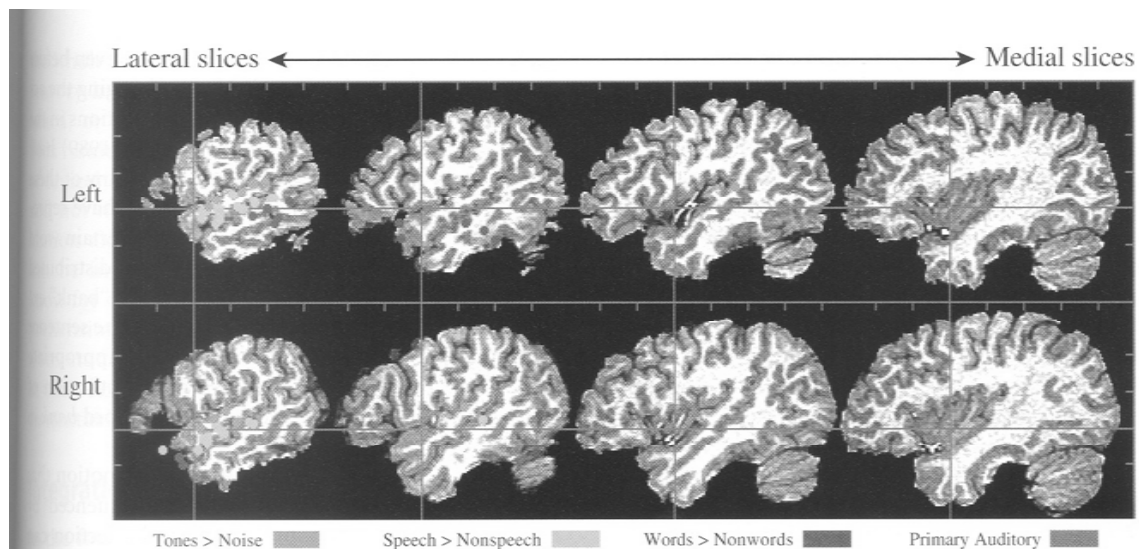 Lateral slices Medial slices
Left
Right
Tones > Noise Speech > Nonspeech Words > Nonwords Primary Auditory